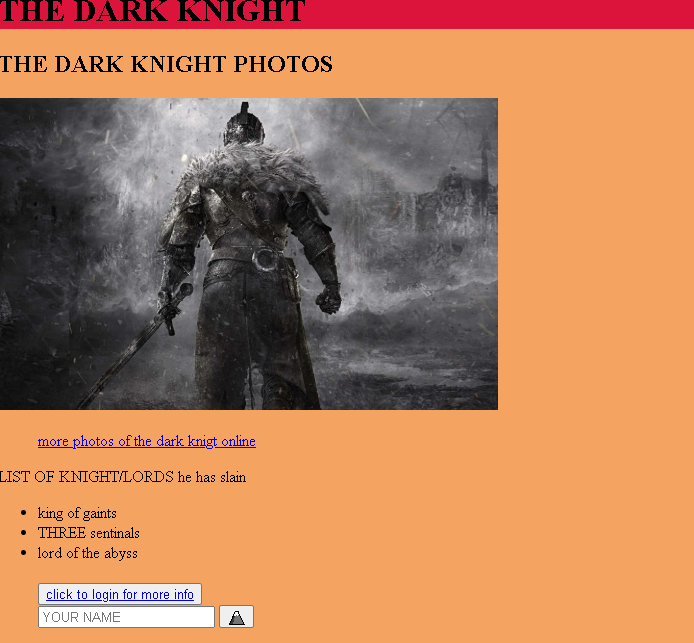 THE DARK KNIGHT
THE DARK KNIGHT PHOTOS
more photos of the dark knigt online
LIST OF KNIGHT/LORDS he has slain
king of gaints
THREE sentinals
lord of the abyss
click to login for more info
YOUR NAME